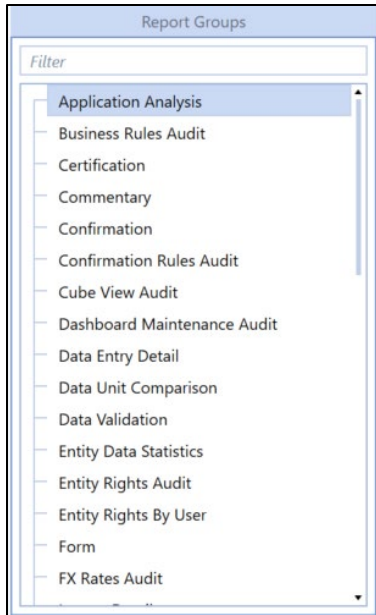 Report Groups
Filter
Application Analysis
Business Rules Audit
Certification
Commentary
Confirmation
Confirmation Rules Audit
Cube View Audit
Dashboard Maintenance Audit
Data Entry Detail
Data Unit Comparison
Data Validation
Entity Data Statistics
Entity Rights Audit
Entity Rights By User
Form
FX Rates Audit